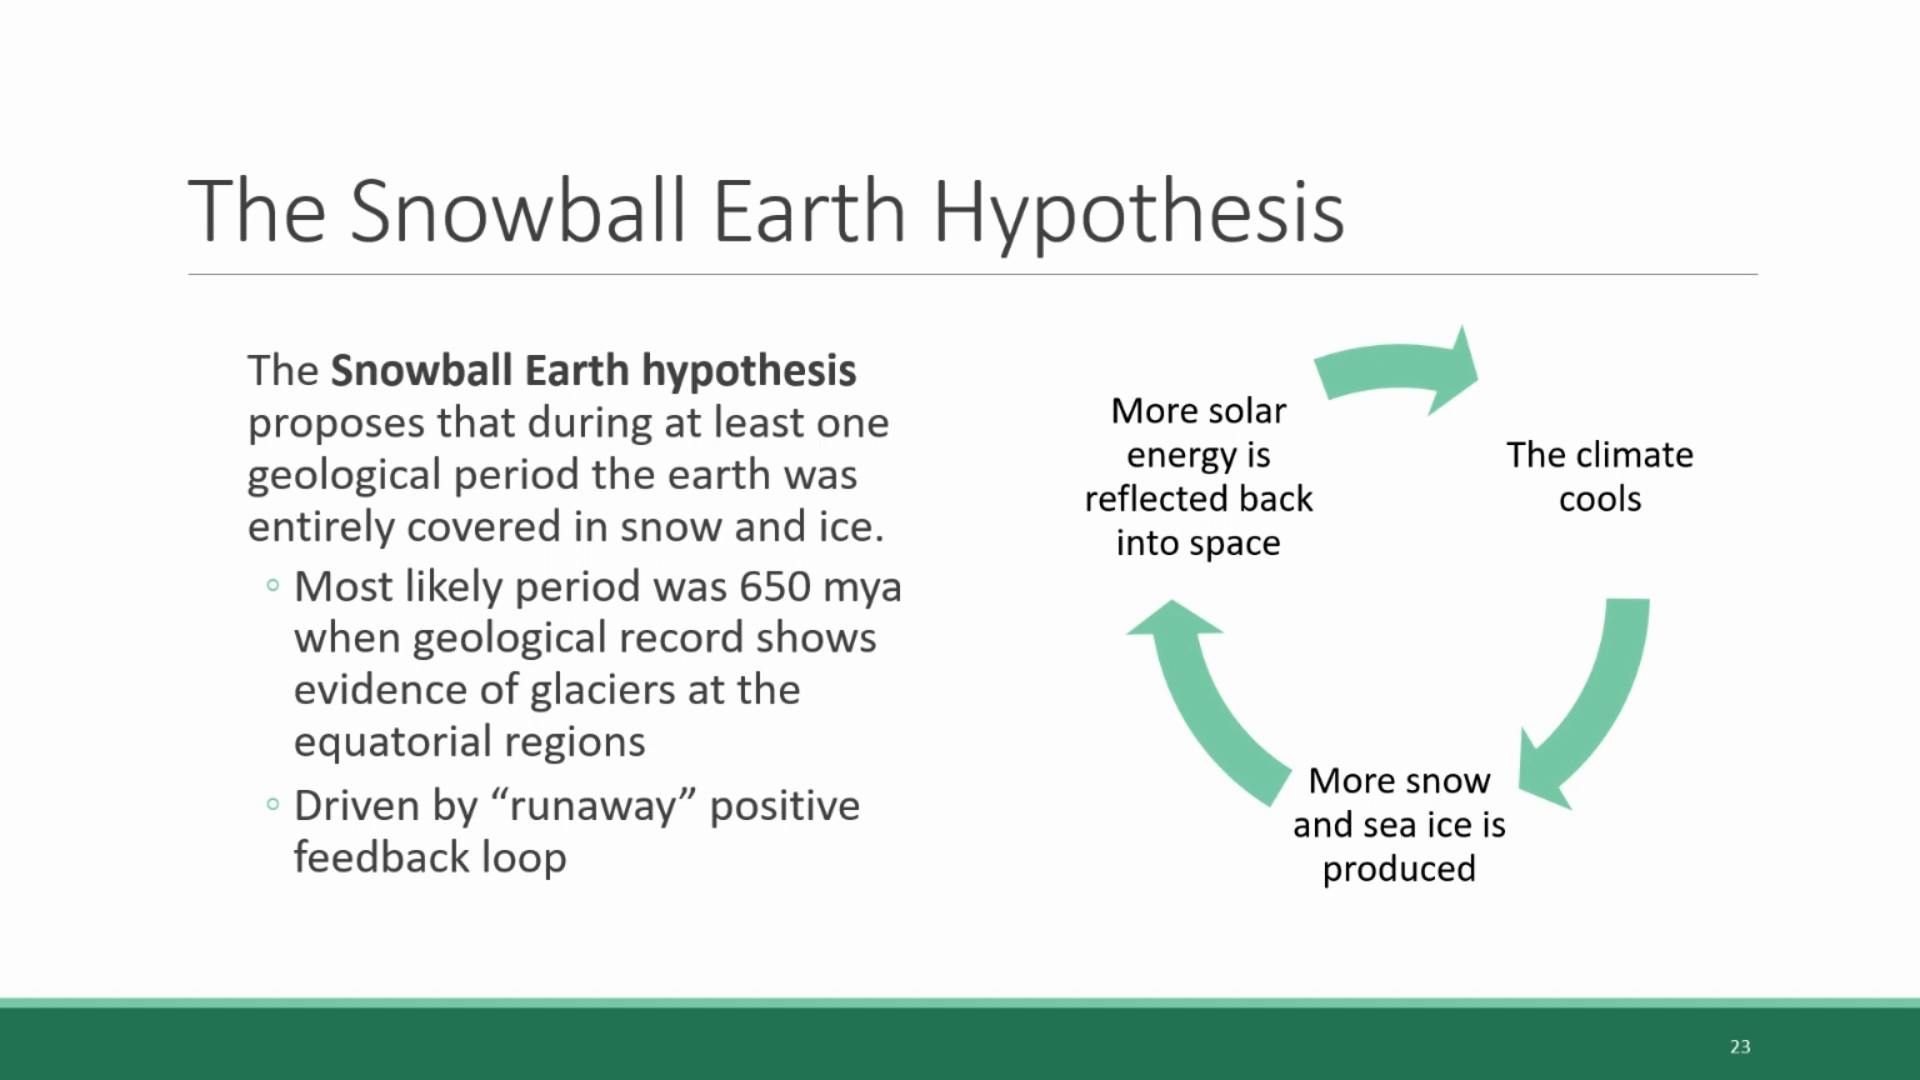 The Snowball Earth Hypothesis
The Snowball Earth hypothesis
proposes that during at least one
geological period the earth was
entirely covered in snow and ice.
◦ Most likely period was 650 mya
when geological record shows
evidence of glaciers at the
equatorial regions
◦ Driven by “runaway” positive
feedback loop
More solar
energy is
reflected back
into space
The climate
cools
More snow
and sea ice is
produced
23